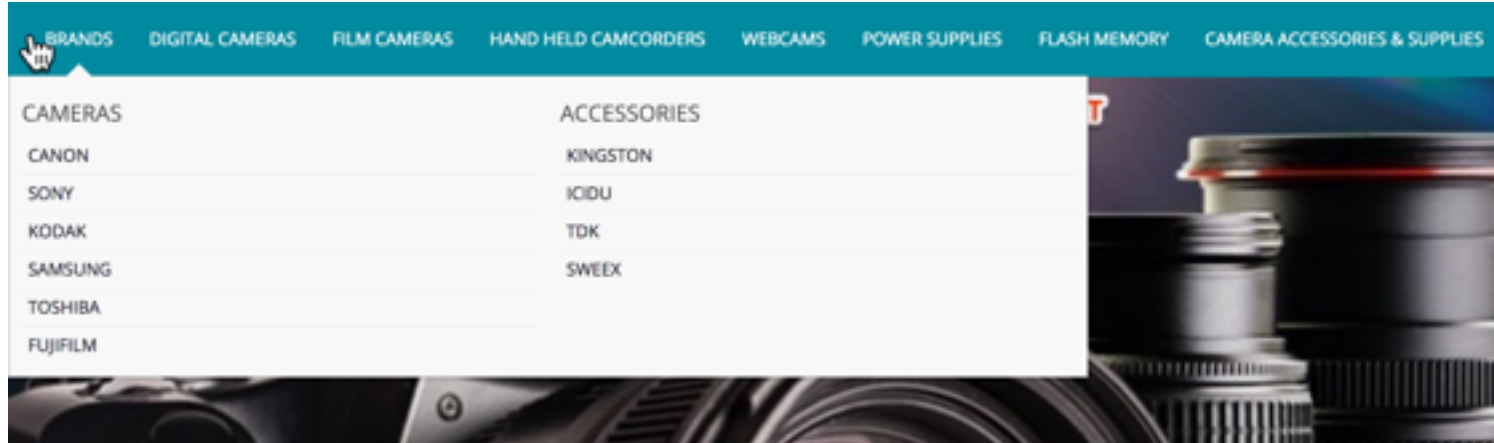 BRANDS DIGITAL CAMERAS FILM CAMERAS HAND HELD CAMCORDERS WEBCAMS POWER SUPPLIES FLASH MEMORY CAMERA ACCESSORIES & SUPPLIES
CAMERAS
CANON
SONY
KODAK
SAMSUNG
TOSHIBA
FUJIFILM
ACCESSORIES
KINGSTON
ICIDU
TDK
SWEEX
T